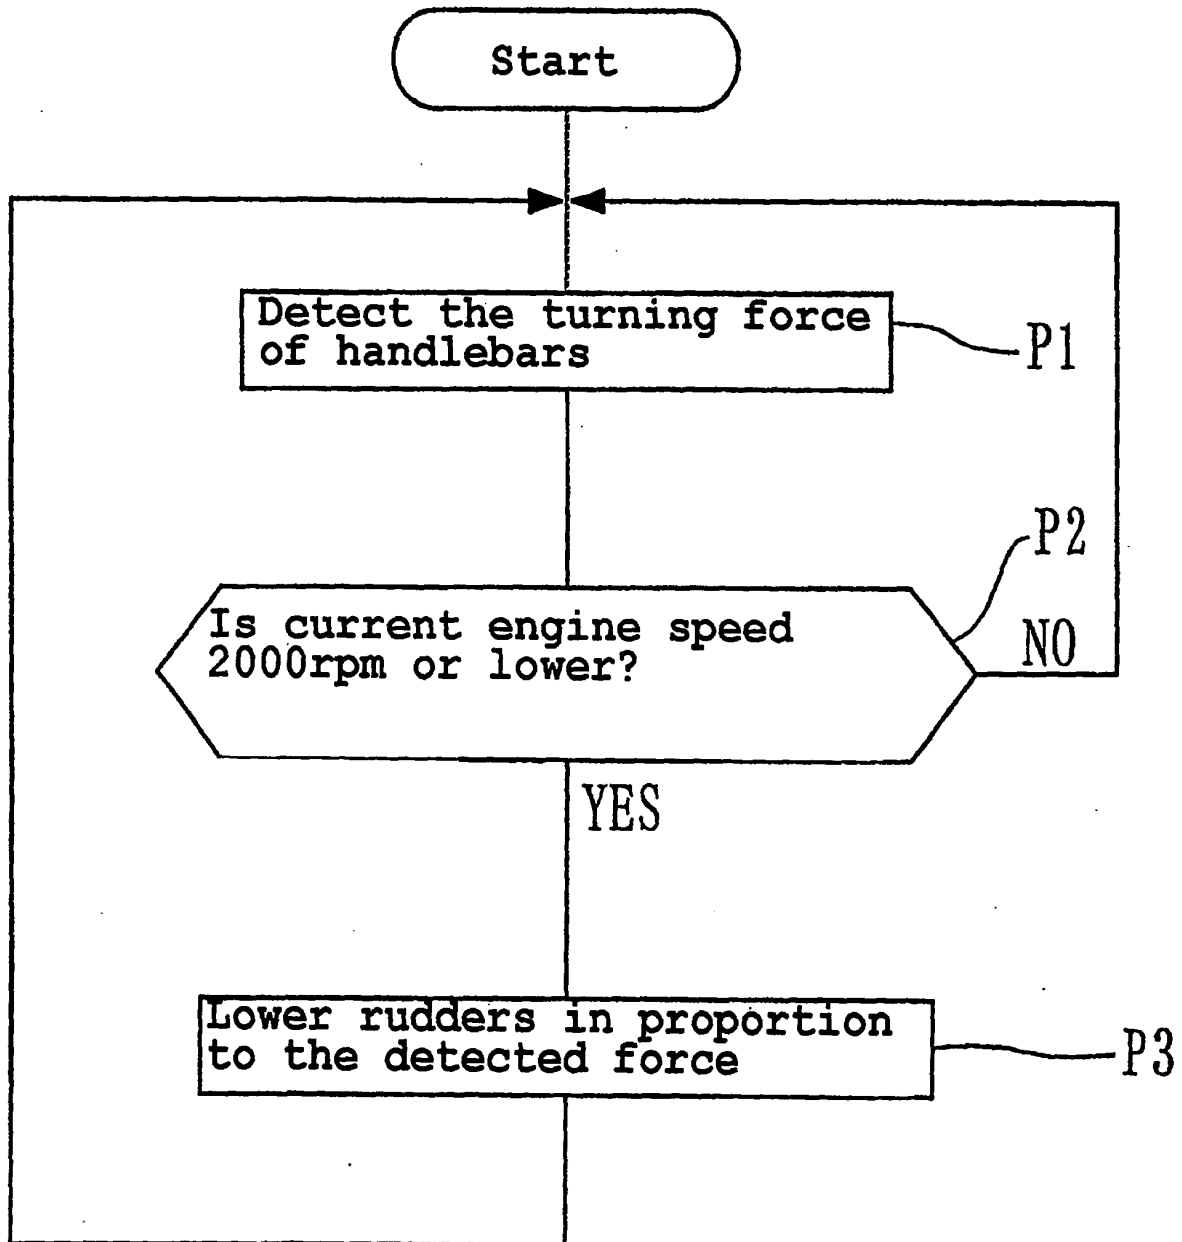 Start
Detect the turning force
of handlebars
P1
P2
Is current engine speed
2000rpm or lower?
NO
YES
Lower rudders in proportion
to the detected force
P3